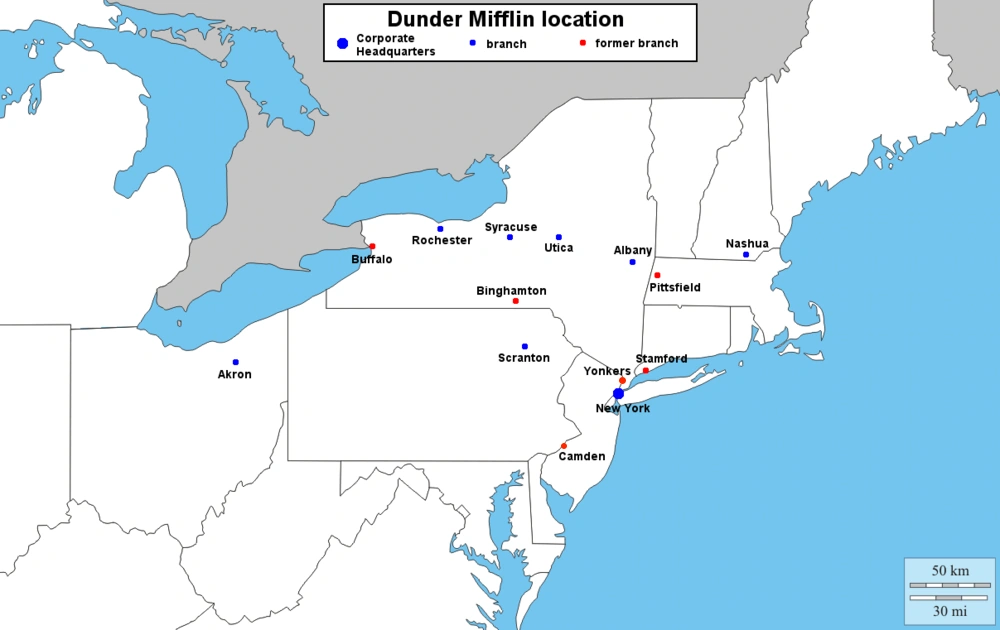 Dunder Mifflin location
Corporate
Headquarters
branch
former branch
Syracuse
Rochester
Utica
Albany
Nashua
Buffalo
Pittsfield
Binghamton
Scranton
Stamford
Akron
Yonkers
New York
Camden
50 km
30 mi